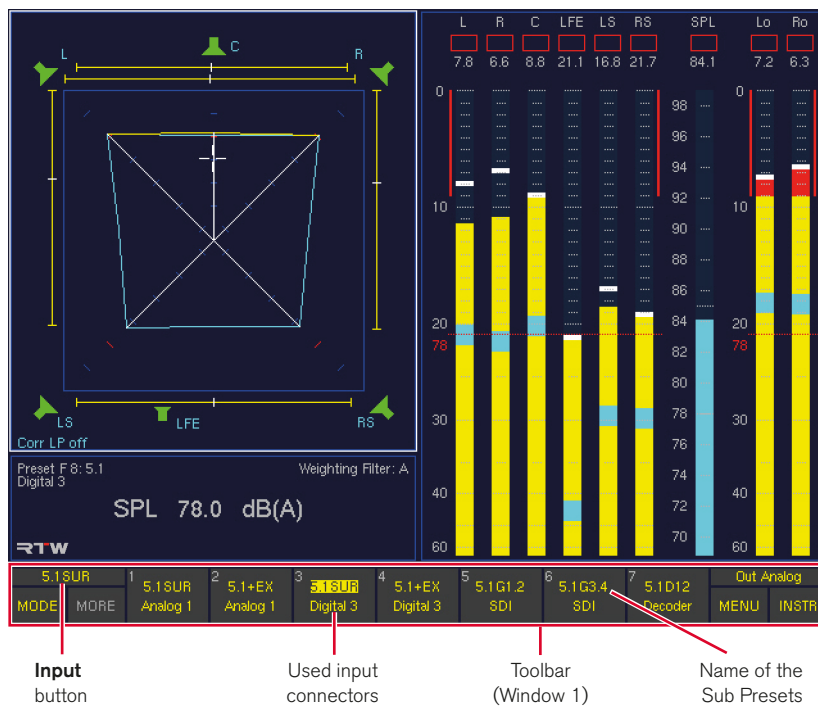 C
L
R
LS
LFE
RS
Corr LP off
Preset F 8: 5.1
Weighting Filter: A
Digital 3
SPL 78.0 dB(A)
RTW
L R C LFE LS RS SPL Lo Ro
7.8 6.6 8.8 21.1 16.8 21.7 84.1 7.2 6.3
0
10
20
78
30
40
60
98
96
94
92
90
88
86
84
82
80
78
76
74
72
70
0
10
20
78
30
40
60
5.1SUR
MODE MORE
1 5.1SUR
Analog 1
2 5.1+EX
Analog 1
3 5.1SUR
Digital 3
4 5.1+EX
Digital 3
5 5.1G1.2
SDI
6 5.1G3.4
SDI
7 5.1D12
Decoder
Out Analog
MENU INSTR
Input
button
Used input
connectors
Toolbar
(Window 1)
Name of the
Sub Presets